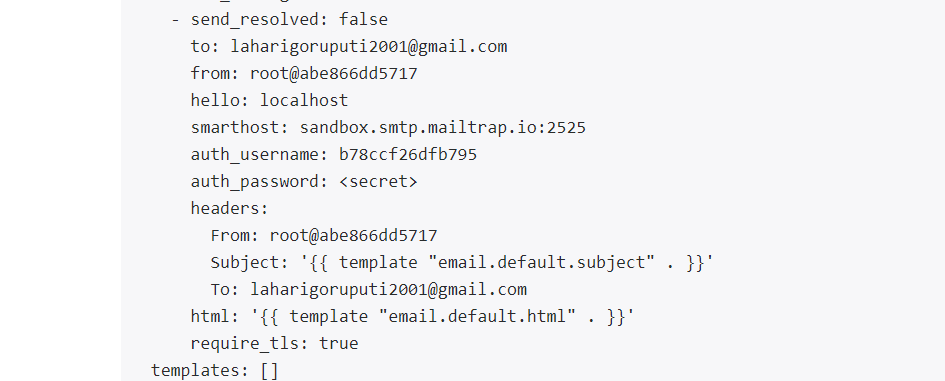 - send_resolved: false
to: laharigoruputi2001@gmail.com
from: root@abe866dd5717
hello: localhost
smarthost: sandbox.smtp.mailtrap.io:2525
auth_username: b78ccf26dfb795
auth_password: <secret>
headers:
From: root@abe866dd5717
Subject: '{{ template "email.default.subject" . }}'
To: laharigoruputi2001@gmail.com
html: '{{ template "email.default.html" . }}'
require_tls: true
templates: []